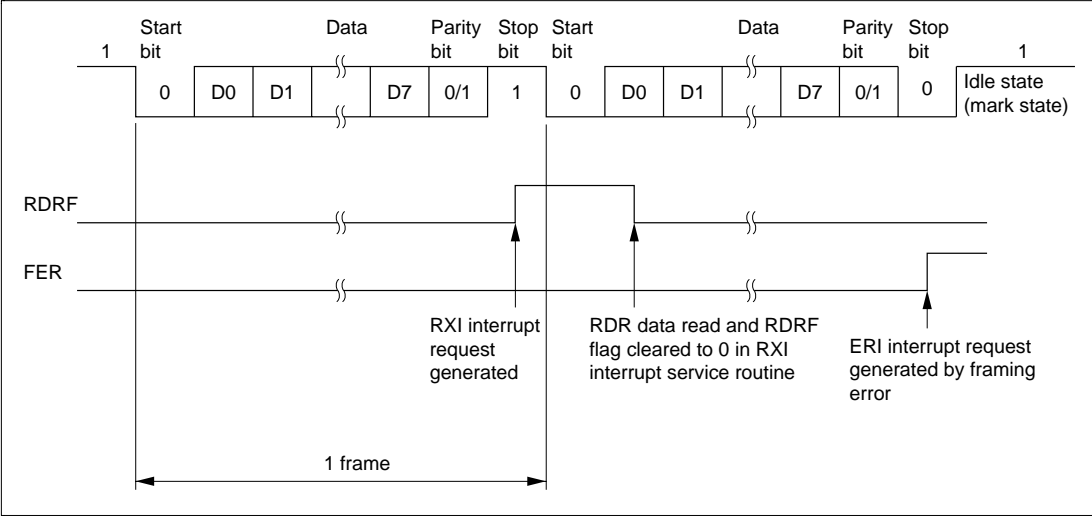 Start Data Parity Stop Start Data Parity Stop
1 bit bit bit bit bit bit 1
0 D0 D1 D7 0/1 1 0 D0 D1 D7 0/1 0 Idle state
(mark state)
RDRF
FER
RXI interrupt
request
generated
RDR data read and RDRF
flag cleared to 0 in RXI
interrupt service routine
ERI interrupt request
generated by framing
error
1 frame